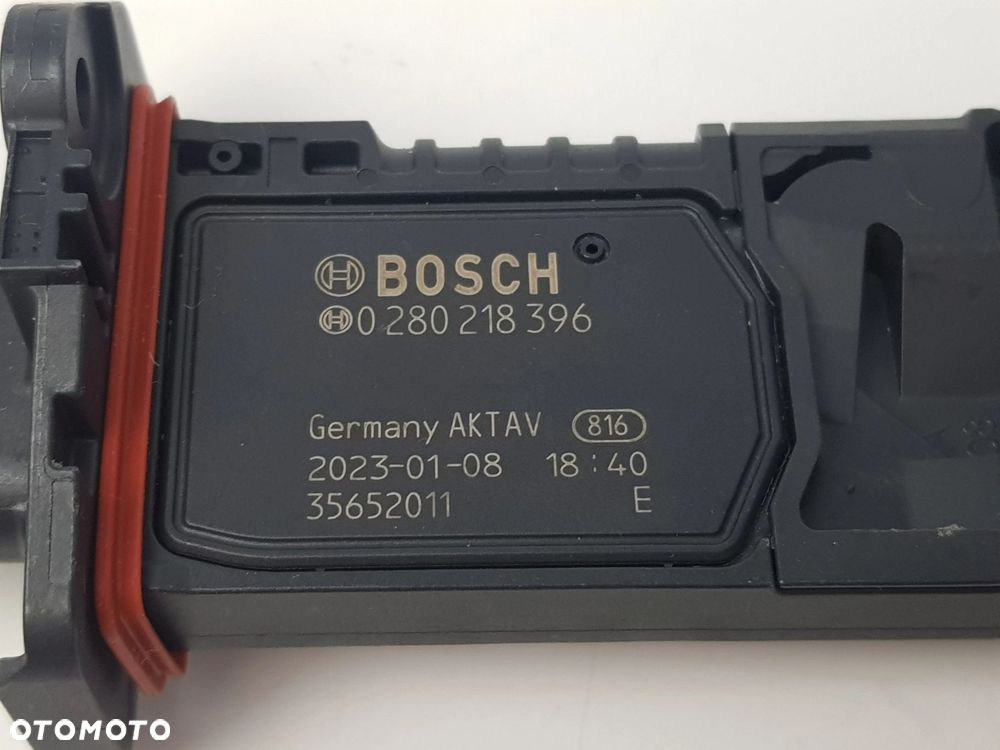 BOSCH
0 280 218 396
Germany AKTAV 816
2023-01-08 18:40
35652011 E
OTOMOTO